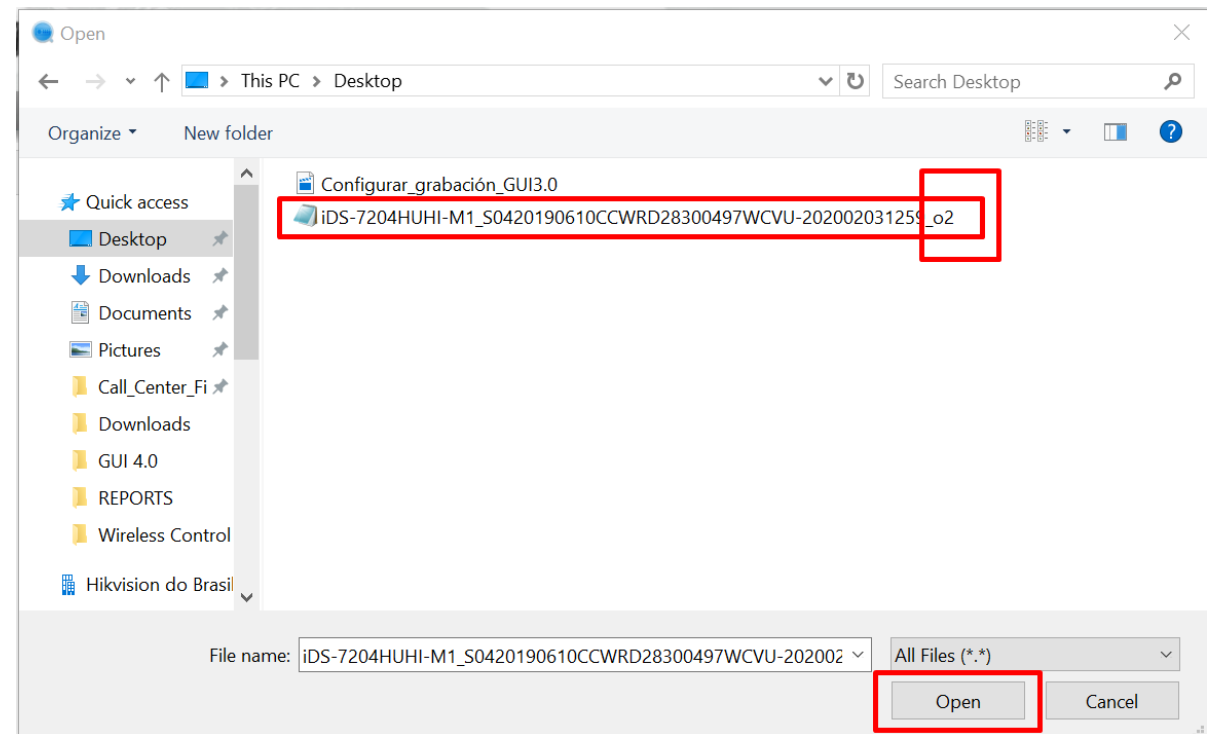 Open
This PC > Desktop
Search Desktop
Organize
New folder
Quick access
Desktop
Downloads
Documents
Pictures
Call_Center_Fi
Downloads
GUI 4.0
REPORTS
Wireless Control
Hikvision do Brasil
Configurar_grabación_GUI3.0
iDS-7204HUHI-M1_S0420190610CCWRD28300497WCVU-202002031259_o2
File name:
iDS-7204HUHI-M1_S0420190610CCWRD28300497WCVU-202002
All Files (*.*)
Open
Cancel